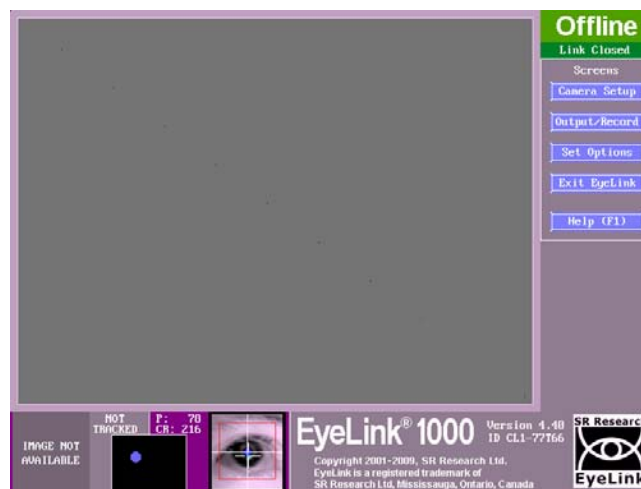 Offline
Link Closed
Screens
Camera Setup
Output/Record
Set Options
Exit EyeLink
Help (F1)
NOT
TRACKED
P: 70
CR: 216
IMAGE NOT
AVAILABLE
EyeLink® 1000
Version 4.40
ID CL1-77T66
Copyright 2001-2009, SR Research Ltd.
EyeLink is a registered trademark of
SR Research Ltd, Mississauga, Ontario, Canada
SR Researc
EyeLink